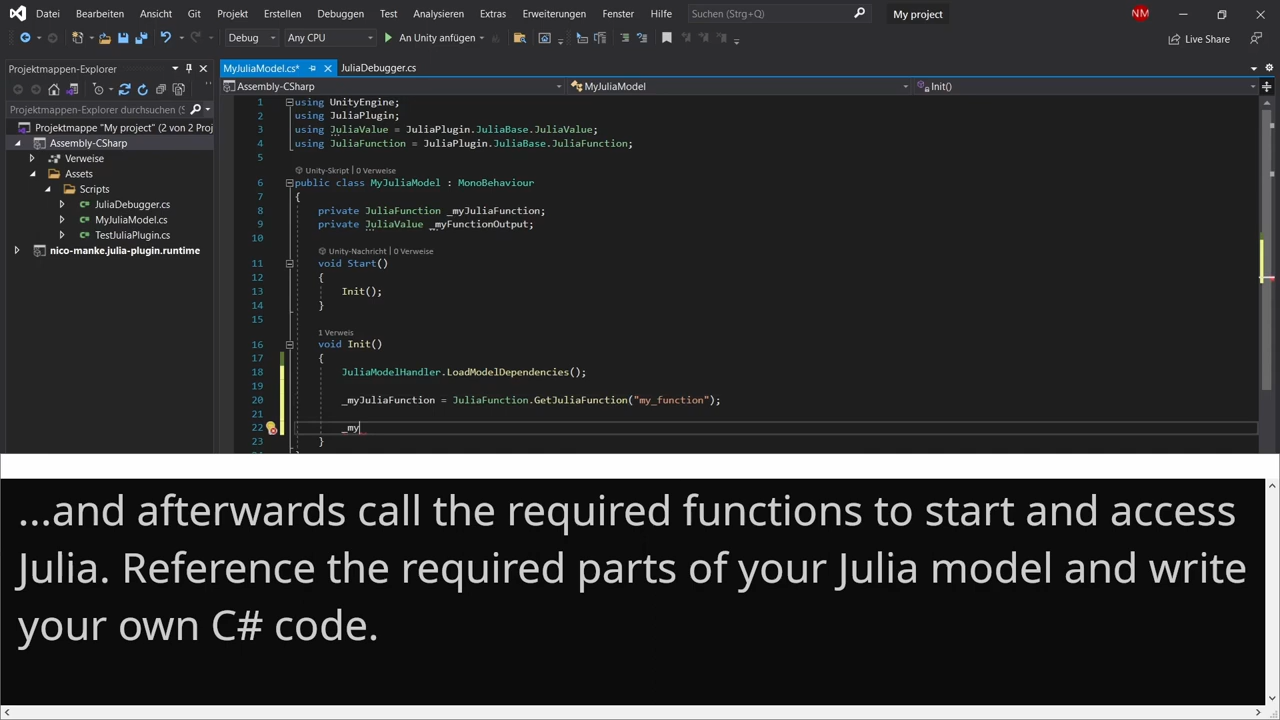 Datei Bearbeiten Ansicht Git Projekt Erstellen Debuggen Test Analysieren Extras Erweiterungen Fenster Hilfe Suchen (Strg+Q) My project NM
Debug Any CPU An Unity anfügen Live Share
Projektmappen-Explorer
Projektmappen-Explorer durchsuchen (S
Projektmappe "My project" (2 von 2 Proj
Assembly-CSharp
Verweise
Assets
Scripts
JuliaDebugger.cs
MyJuliaModel.cs
TestJuliaPlugin.cs
nico-manke.julia-plugin.runtime
MyJuliaModel.cs* JuliaDebugger.cs
Assembly-CSharp MyJuliaModel Init()
1 using UnityEngine;
2 using JuliaPlugin;
3 using JuliaValue = JuliaPlugin.JuliaBase.JuliaValue;
4 using JuliaFunction = JuliaPlugin.JuliaBase.JuliaFunction;
5
Unity-Skript | 0 Verweise
6 public class MyJuliaModel : MonoBehaviour
7 {
8 private JuliaFunction _myJuliaFunction;
9 private JuliaValue _myFunctionOutput;
10
Unity-Nachricht | 0 Verweise
11 void Start()
12 {
13 Init();
14 }
15
1 Verweis
16 void Init()
17 {
18 JuliaModelHandler.LoadModelDependencies();
19
20 _myJuliaFunction = JuliaFunction.GetJuliaFunction("my_function");
21
22 _my
23 }
...and afterwards call the required functions to start and access
Julia. Reference the required parts of your Julia model and write
your own C# code.